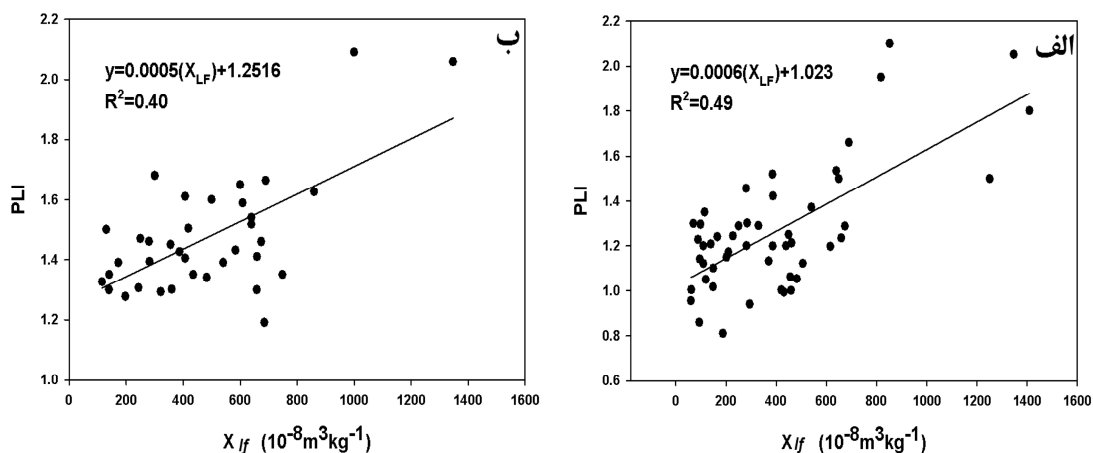 ب
y=0.0005(X_LF)+1.2516
R²=0.40
PLI
2.2
2.0
1.8
1.6
1.4
1.2
1.0
0 200 400 600 800 1000 1200 1400 1600
X lf (10⁻⁸m³kg⁻¹)
الف
y=0.0006(X_LF)+1.023
R²=0.49
PLI
2.2
2.0
1.8
1.6
1.4
1.2
1.0
0.8
0.6
0 200 400 600 800 1000 1200 1400 1600
X lf (10⁻⁸m³kg⁻¹)